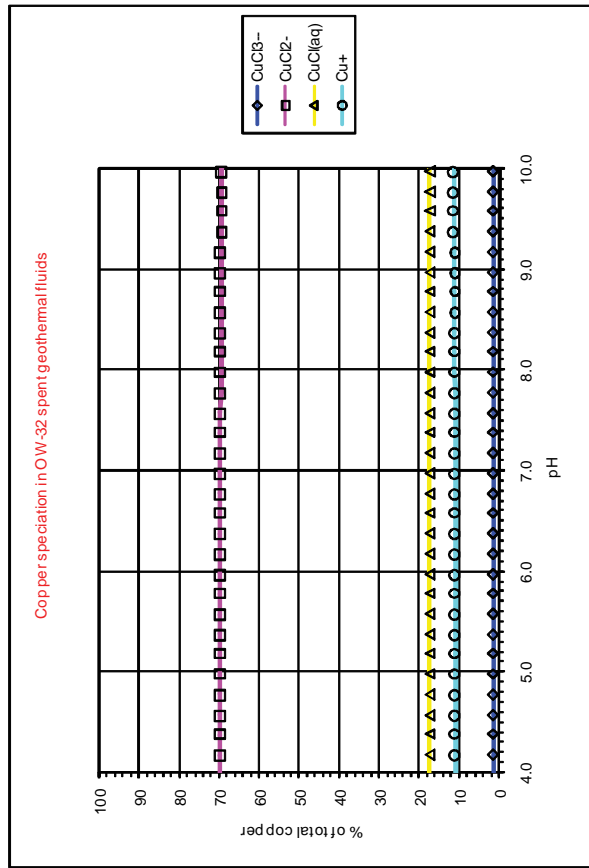 Copper speciation in OW-32 spent geothermal fluids
100
90
80
70
60
50
40
30
20
10
0
% of total copper
4.0
5.0
6.0
7.0
8.0
9.0
10.0
pH
CuCl3--
CuCl2-
CuCl(aq)
Cu+